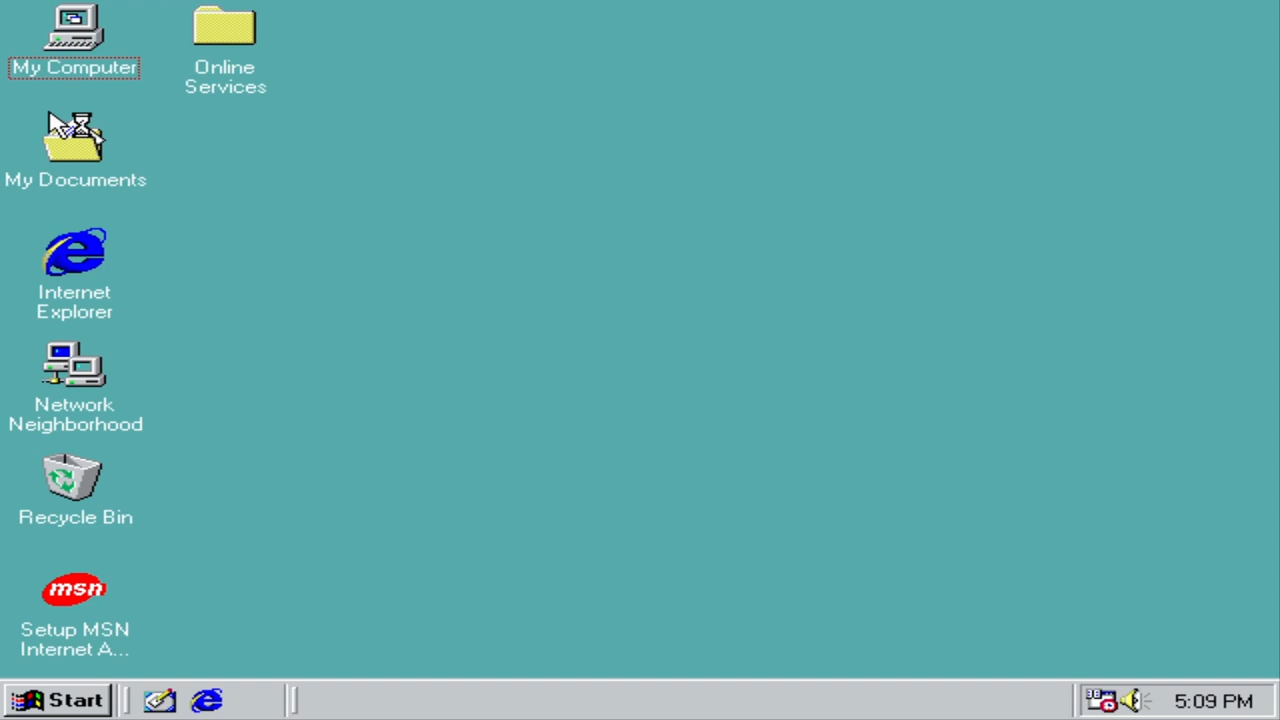 My Computer
Online
Services
My Documents
Internet
Explorer
Network
Neighborhood
Recycle Bin
msn
Setup MSN
Internet A...
Start
5:09 PM